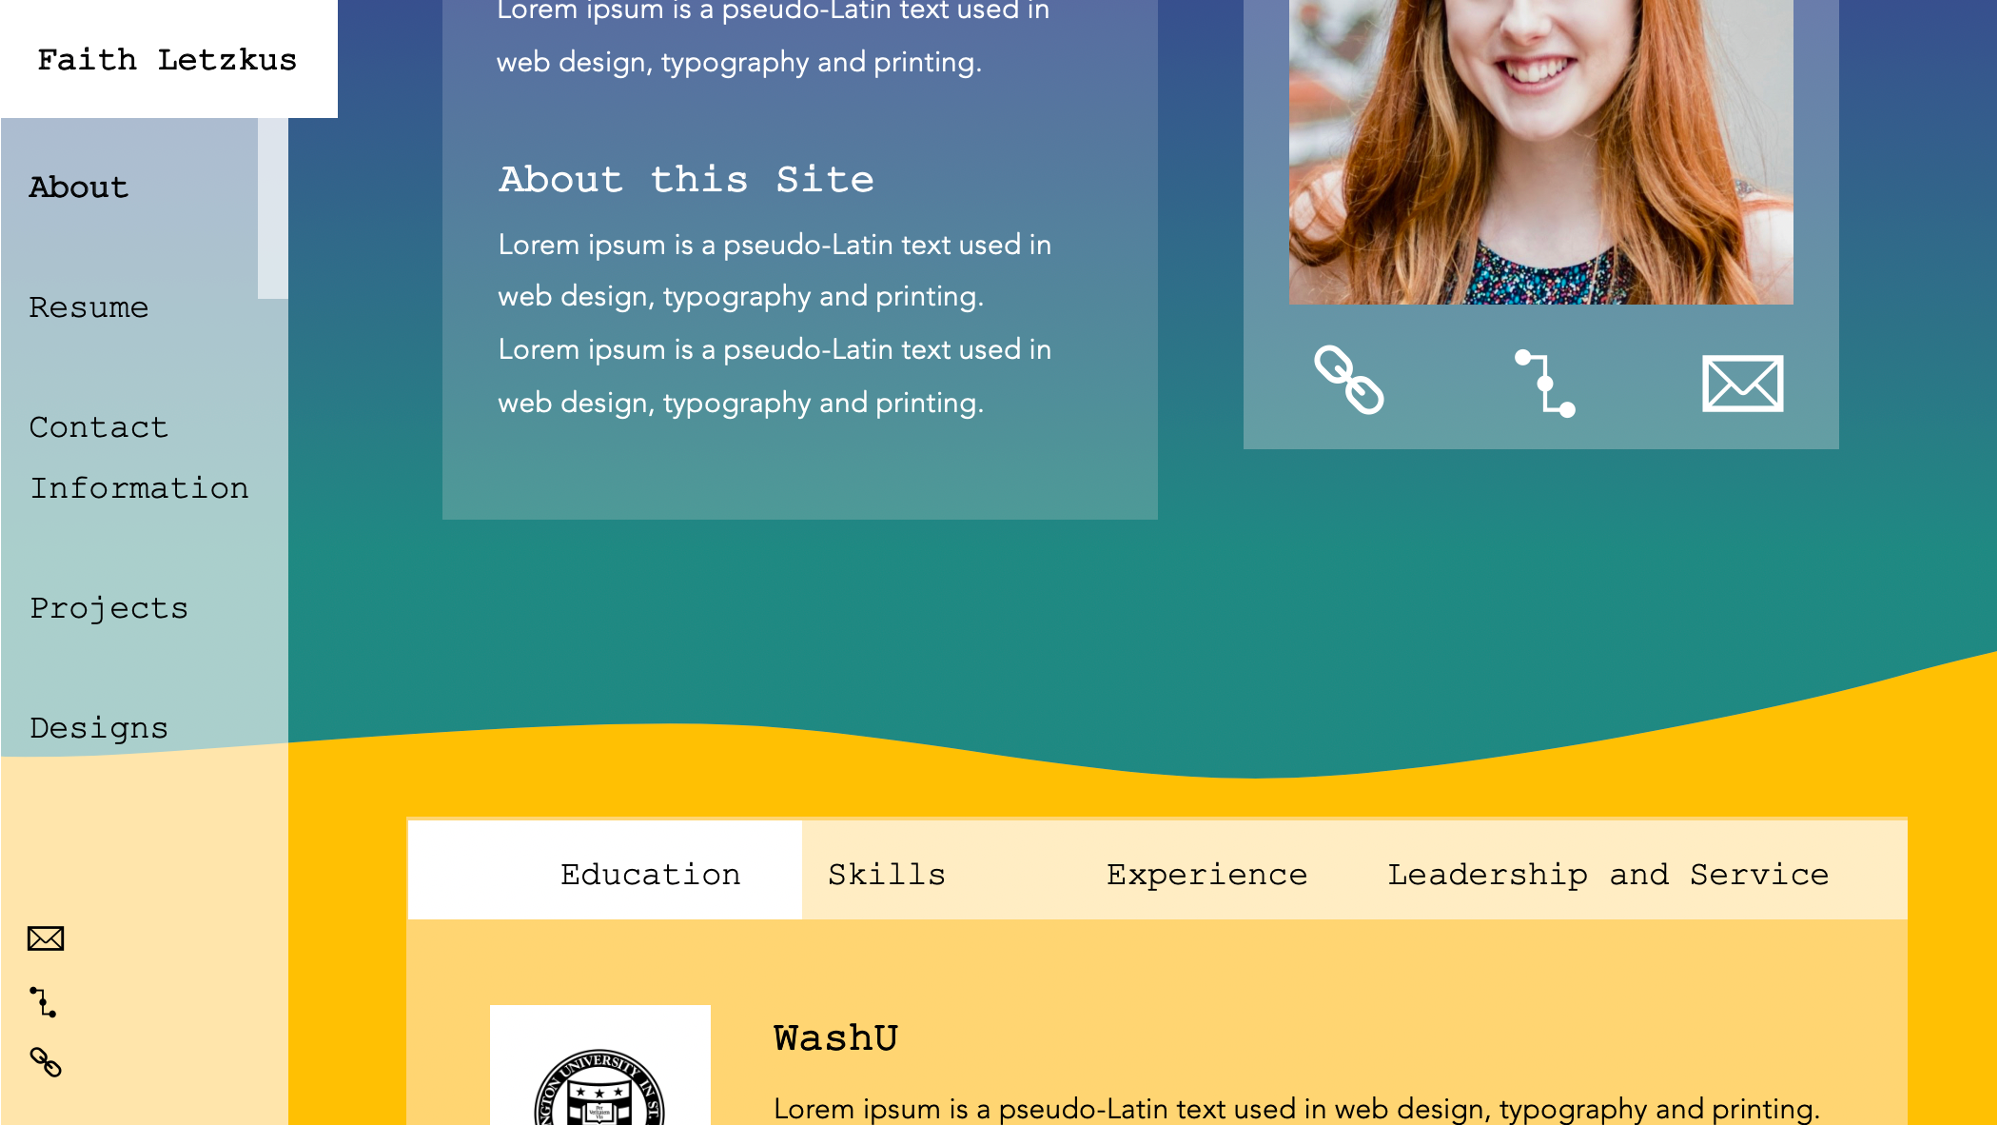 Faith Letzkus
About
Resume
Contact
Information
Projects
Designs
Lorem ipsum is a pseudo-Latin text used in
web design, typography and printing.
About this Site
Lorem ipsum is a pseudo-Latin text used in
web design, typography and printing.
Lorem ipsum is a pseudo-Latin text used in
web design, typography and printing.
Education
Skills
Experience
Leadership and Service
UNIVERSITY IN ST.
WashU
Lorem ipsum is a pseudo-Latin text used in web design, typography and printing.